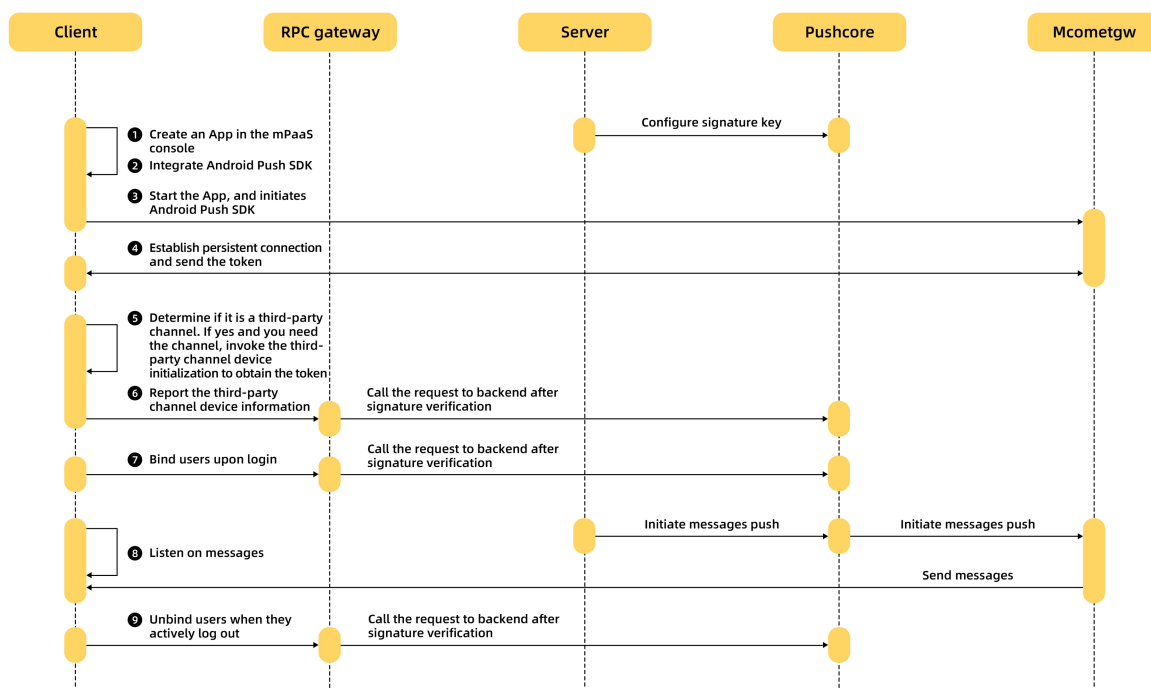 Client
RPC gateway
Server
Pushcore
Mcometgw
1 Create an App in the mPaaS
console
Configure signature key
2 Integrate Android Push SDK
3 Start the App, and initiates
Android Push SDK
4 Establish persistent connection
and send the token
5 Determine if it is a third-party
channel. If yes and you need
the channel, invoke the third-
party channel device
initialization to obtain the token
6 Report the third-party
channel device information
Call the request to backend after
signature verification
7 Bind users upon login
Call the request to backend after
signature verification
Initiate messages push
Initiate messages push
8 Listen on messages
Send messages
9 Unbind users when they
actively log out
Call the request to backend after
signature verification